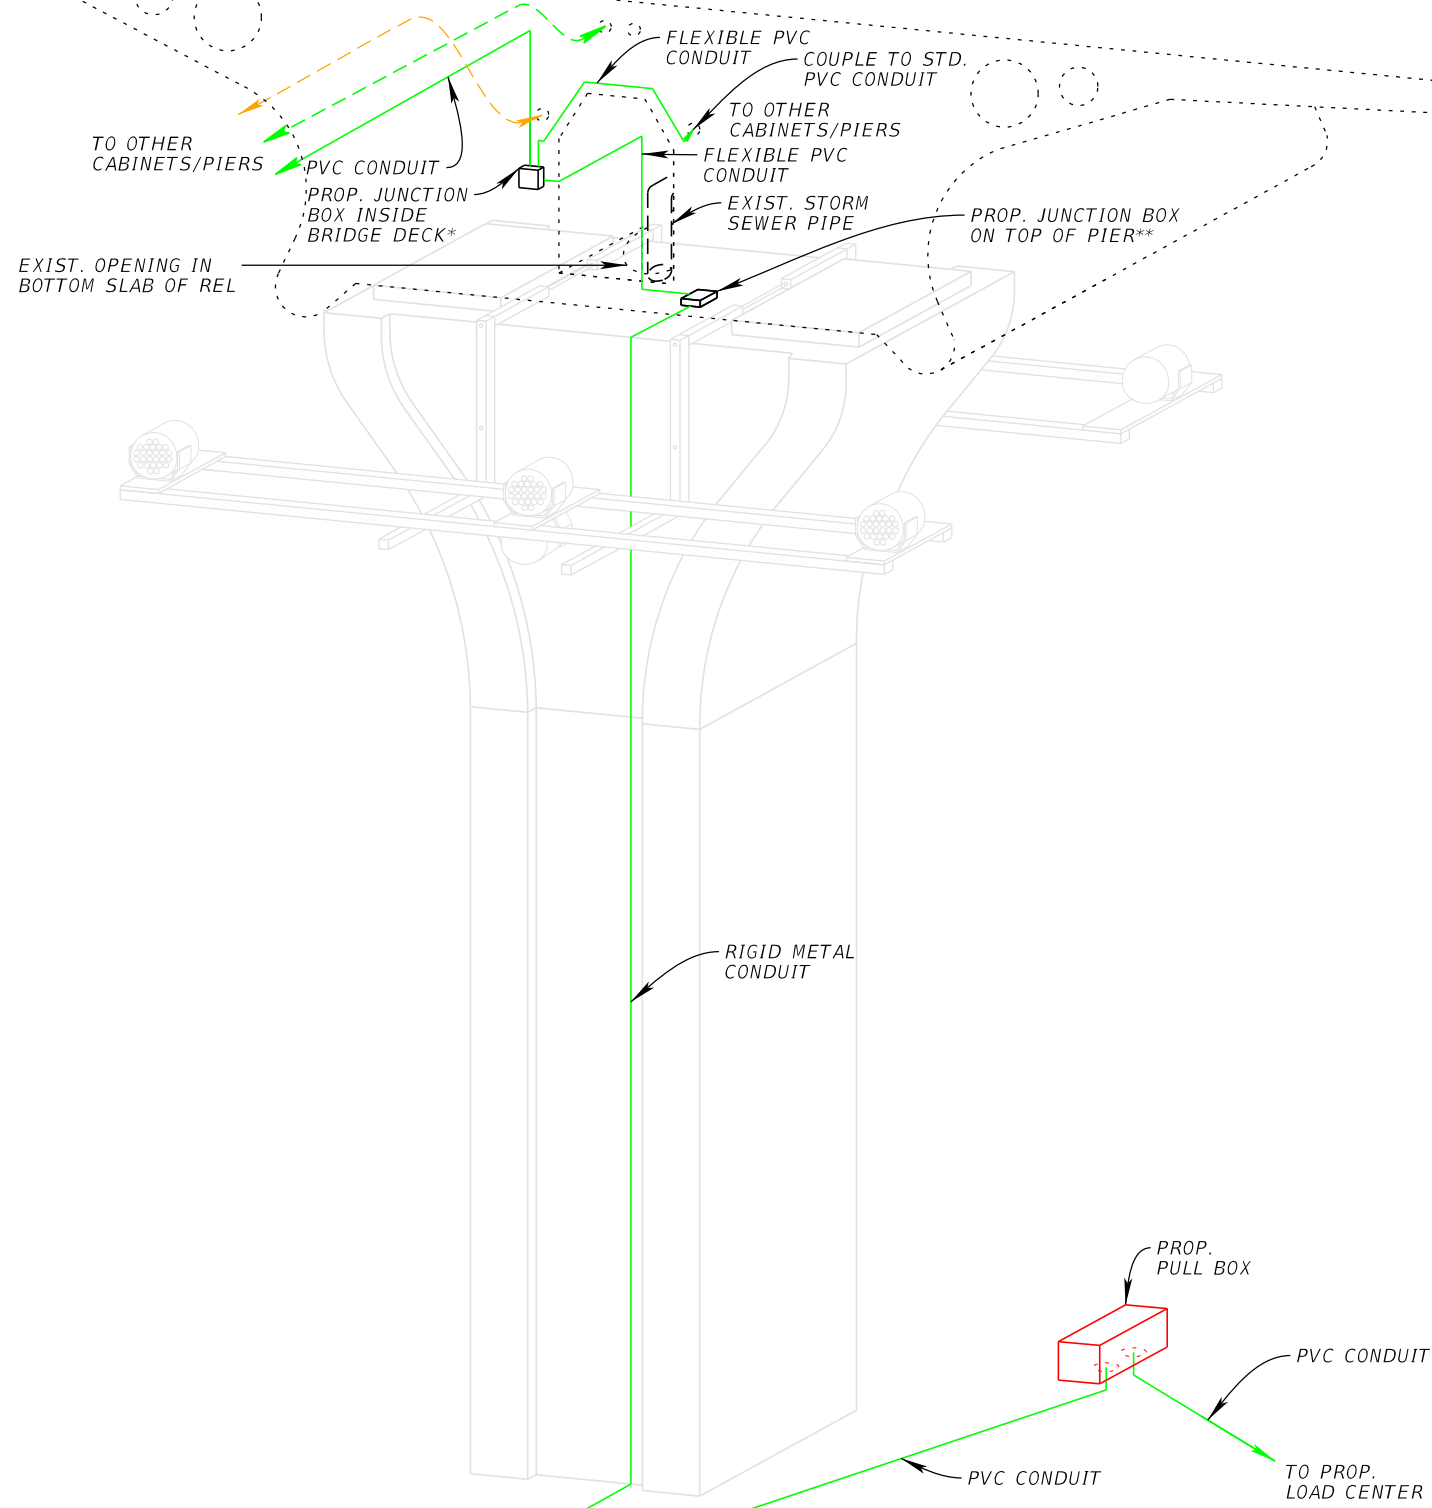 FLEXIBLE PVC
CONDUIT
COUPLE TO STD.
PVC CONDUIT
TO OTHER
CABINETS/PIERS
TO OTHER
CABINETS/PIERS
PVC CONDUIT
FLEXIBLE PVC
CONDUIT
PROP. JUNCTION
BOX INSIDE
BRIDGE DECK*
EXIST. STORM
SEWER PIPE
PROP. JUNCTION BOX
ON TOP OF PIER**
EXIST. OPENING IN
BOTTOM SLAB OF REL
RIGID METAL
CONDUIT
PROP.
PULL BOX
PVC CONDUIT
PVC CONDUIT
TO PROP.
LOAD CENTER